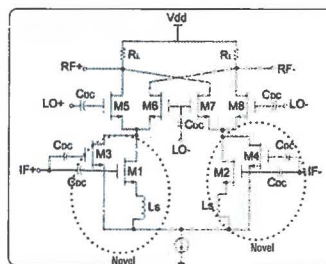 Vdd
RL RL
RF+ RF-
LO+ CDC M5 M6 M7 M8 CDC LO-
CDC
LO-
CDC M3 M4 CDC
IF+ CDC M1 M2 CDC IF-
Ls Ls
Novel Novel